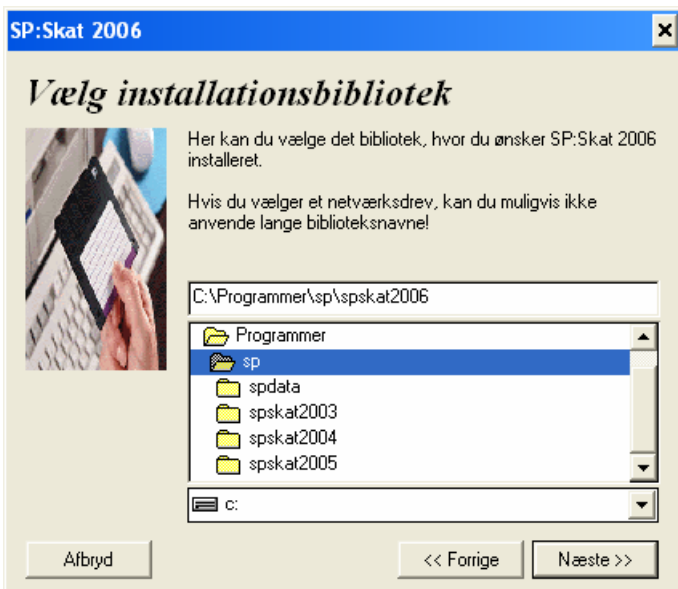 SP:Skat 2006
Vælg installationsbibliotek
Her kan du vælge det bibliotek, hvor du ønsker SP:Skat 2006
installeret.
Hvis du vælger et netværksdrev, kan du muligvis ikke
anvende lange biblioteksnavne!
C:\Programmer\sp\spskat2006
Programmer
sp
spdata
spskat2003
spskat2004
spskat2005
c:
Afbryd
<< Forrige
Næste >>